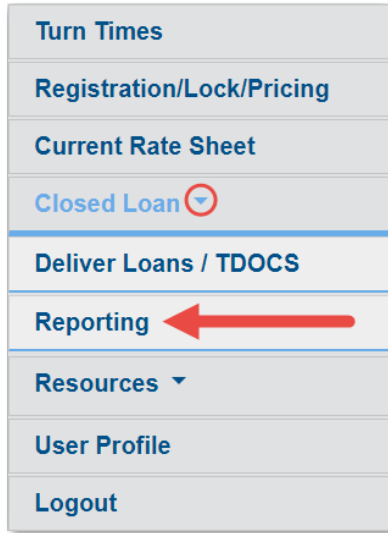 Turn Times
Registration/Lock/Pricing
Current Rate Sheet
Closed Loan
Deliver Loans / TDOCS
Reporting
Resources
User Profile
Logout